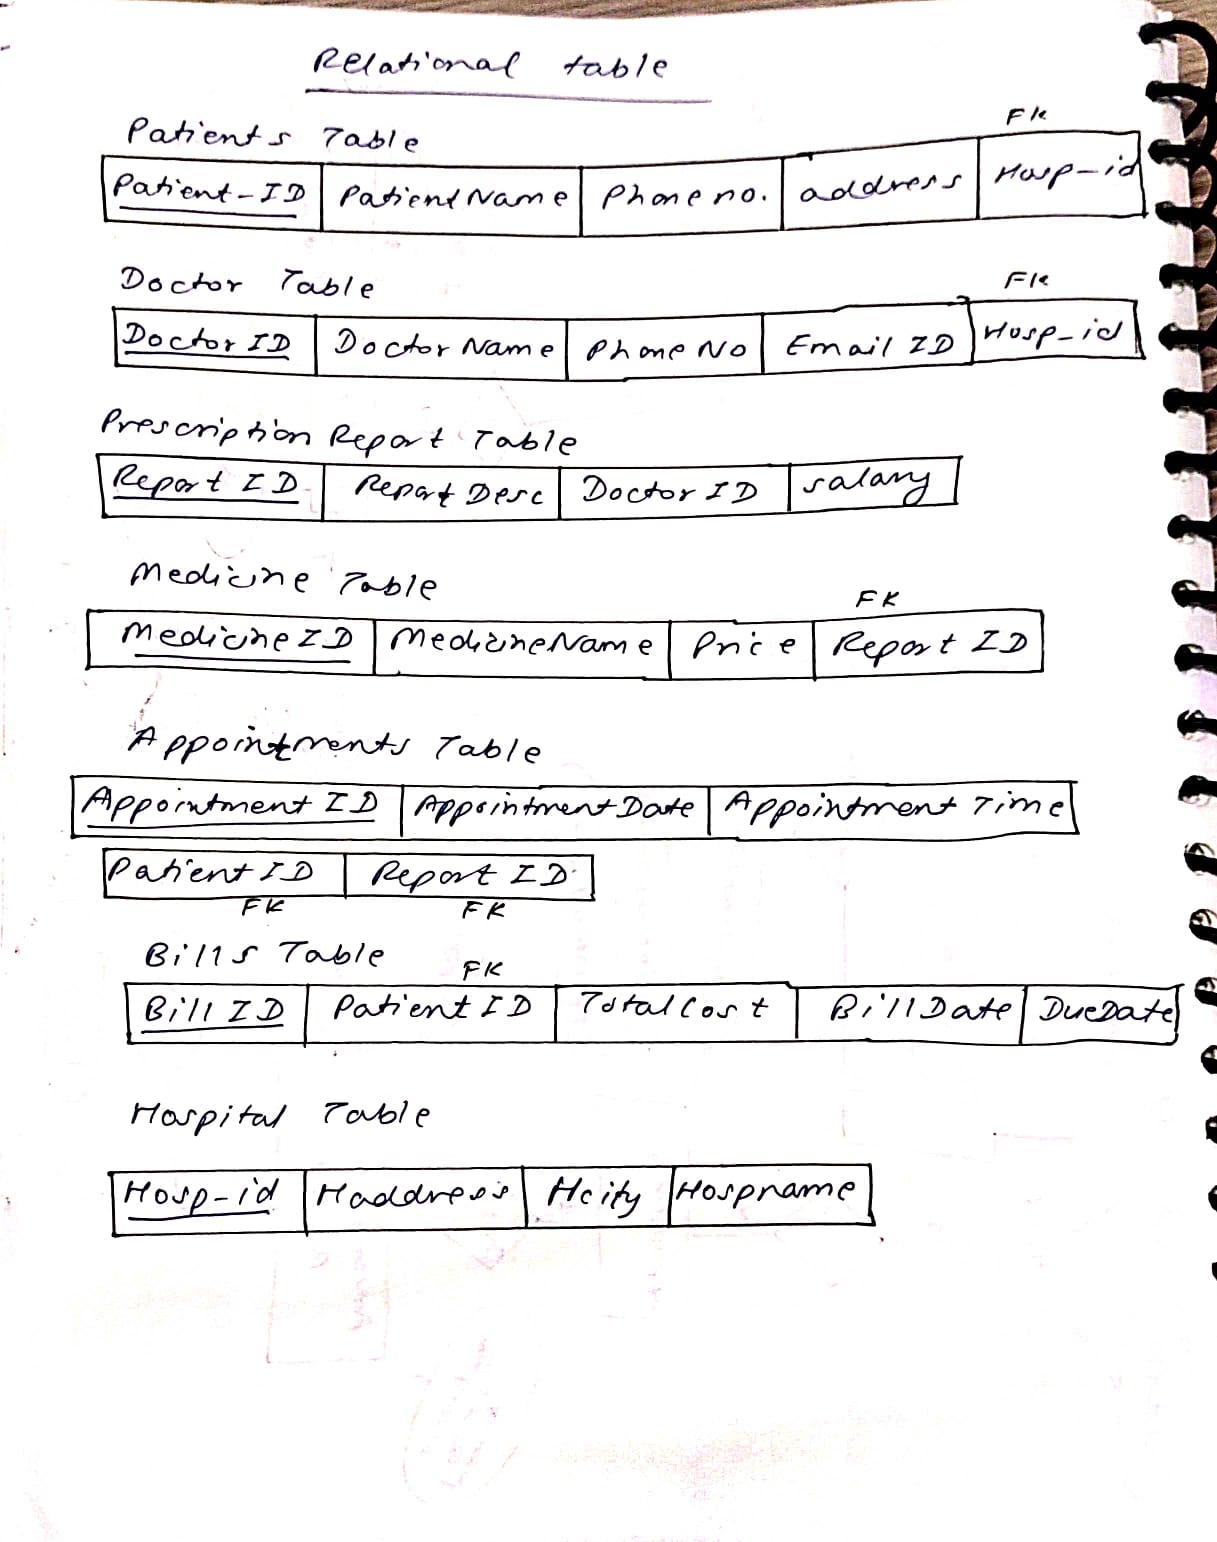 Relational table
Patients Table
FK
Patient-ID PatientName Phone no. address Hosp-id
Doctor Table
FK
Doctor ID Doctor Name Phone No Email ID Hosp-id
Prescription Report Table
Report ID Report Desc Doctor ID salary
Medicine Table
FK
Medicine ID MedicineName Price Report ID
Appointments Table
Appointment ID Appointment Date Appointment Time
Patient ID Report ID
FK FK
Bills Table
FK
Bill ID Patient ID Total Cost Bill Date DueDate
Hospital Table
Hosp-id Haddress Hcity Hospname